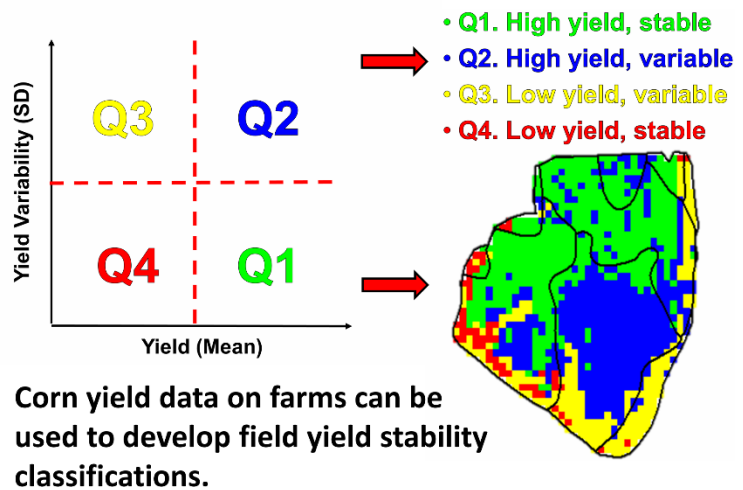 • Q1. High yield, stable
• Q2. High yield, variable
• Q3. Low yield, variable
• Q4. Low yield, stable
Yield Variability (SD)
Q3 Q2
Q4 Q1
Yield (Mean)
Corn yield data on farms can be
used to develop field yield stability
classifications.